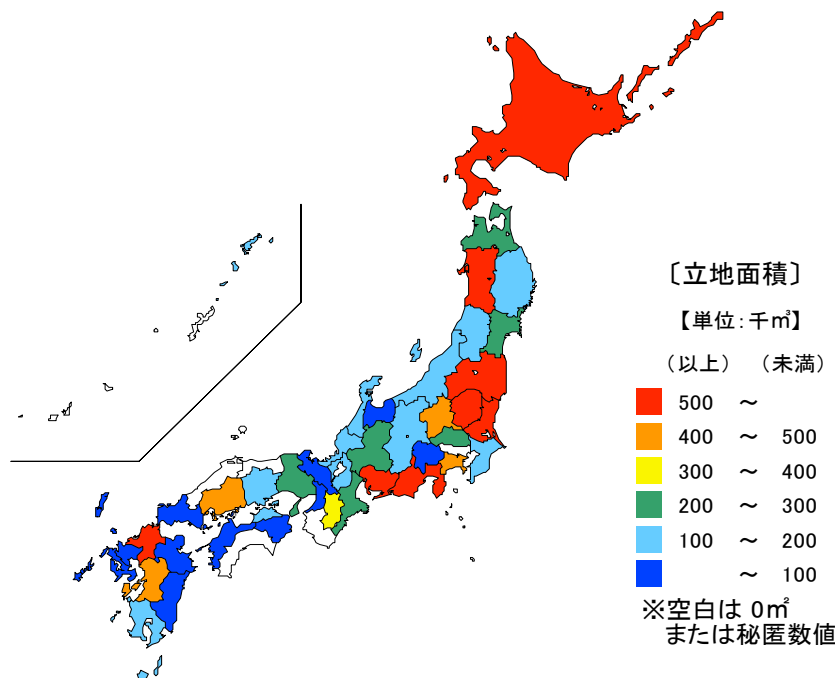 〔立地面積〕
【単位:千㎡】
（以上） （未満）
500 ～
400 ～ 500
300 ～ 400
200 ～ 300
100 ～ 200
～ 100
※空白は 0㎡
または秘匿数値